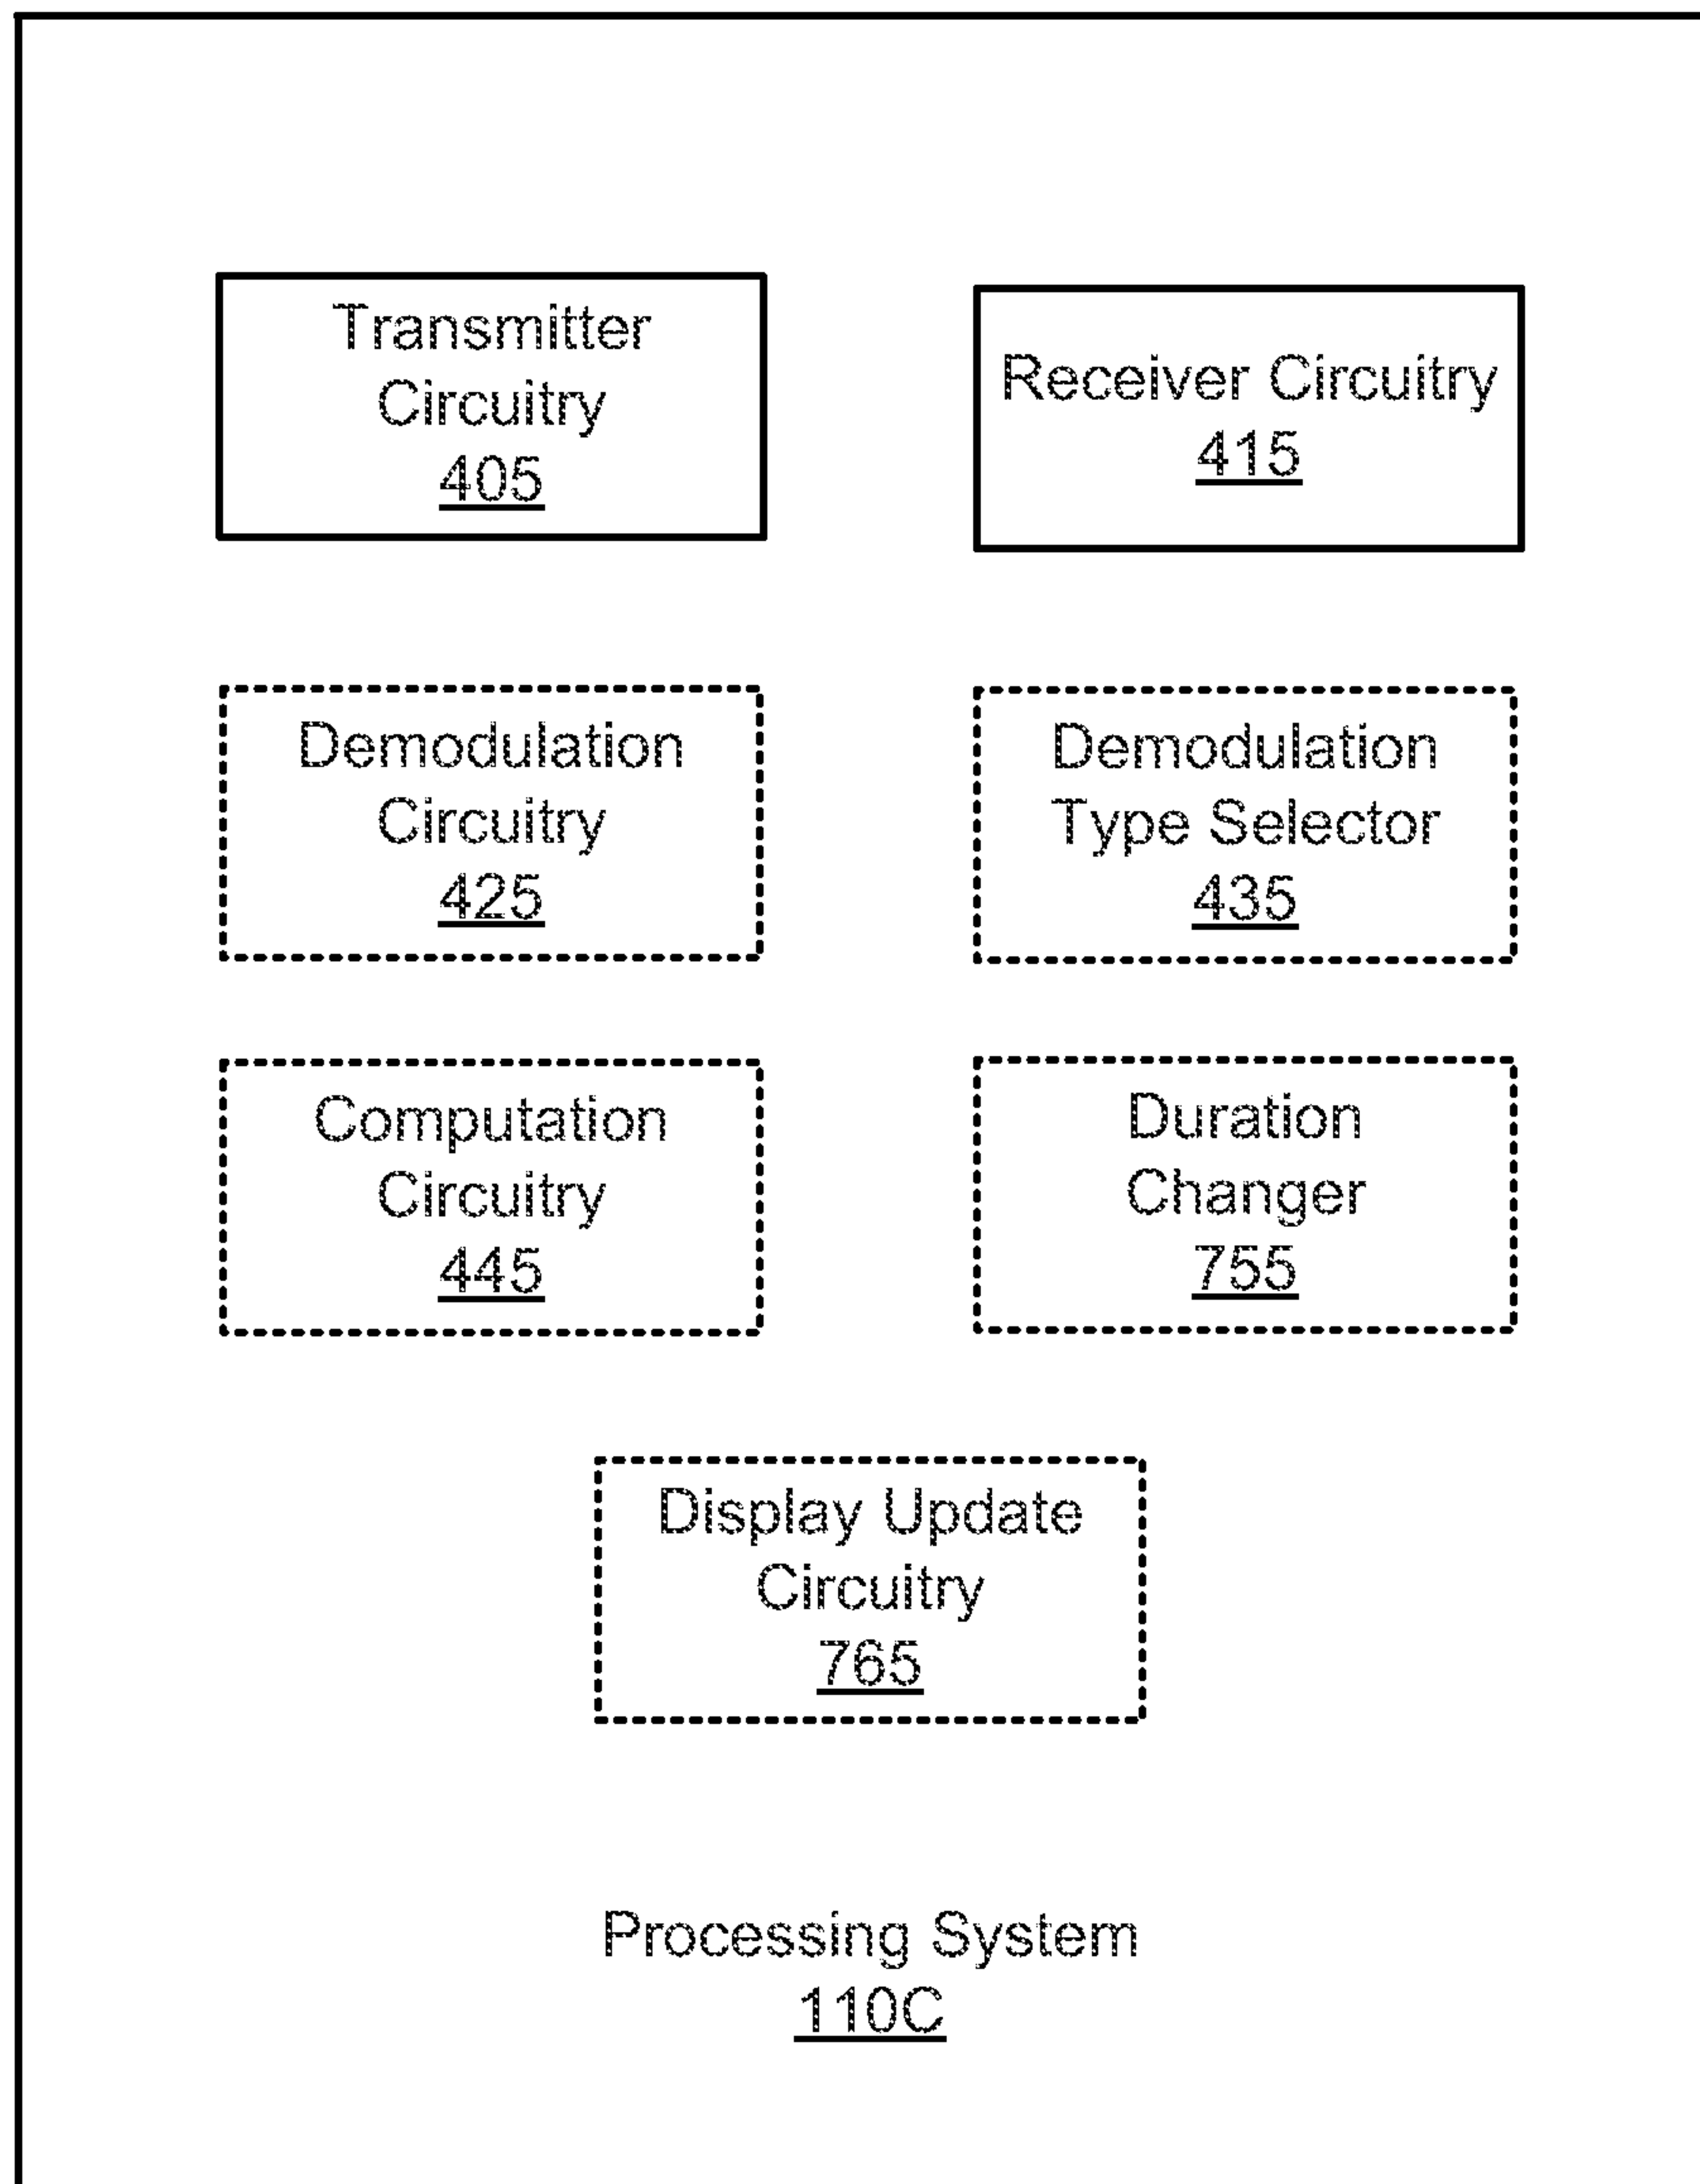 Transmitter
Circuitry
405
Receiver Circuitry
415
Demodulation
Circuitry
425
Demodulation
Type Selector
435
Computation
Circuitry
445
Duration
Changer
755
Display Update
Circuitry
765
Processing System
110C